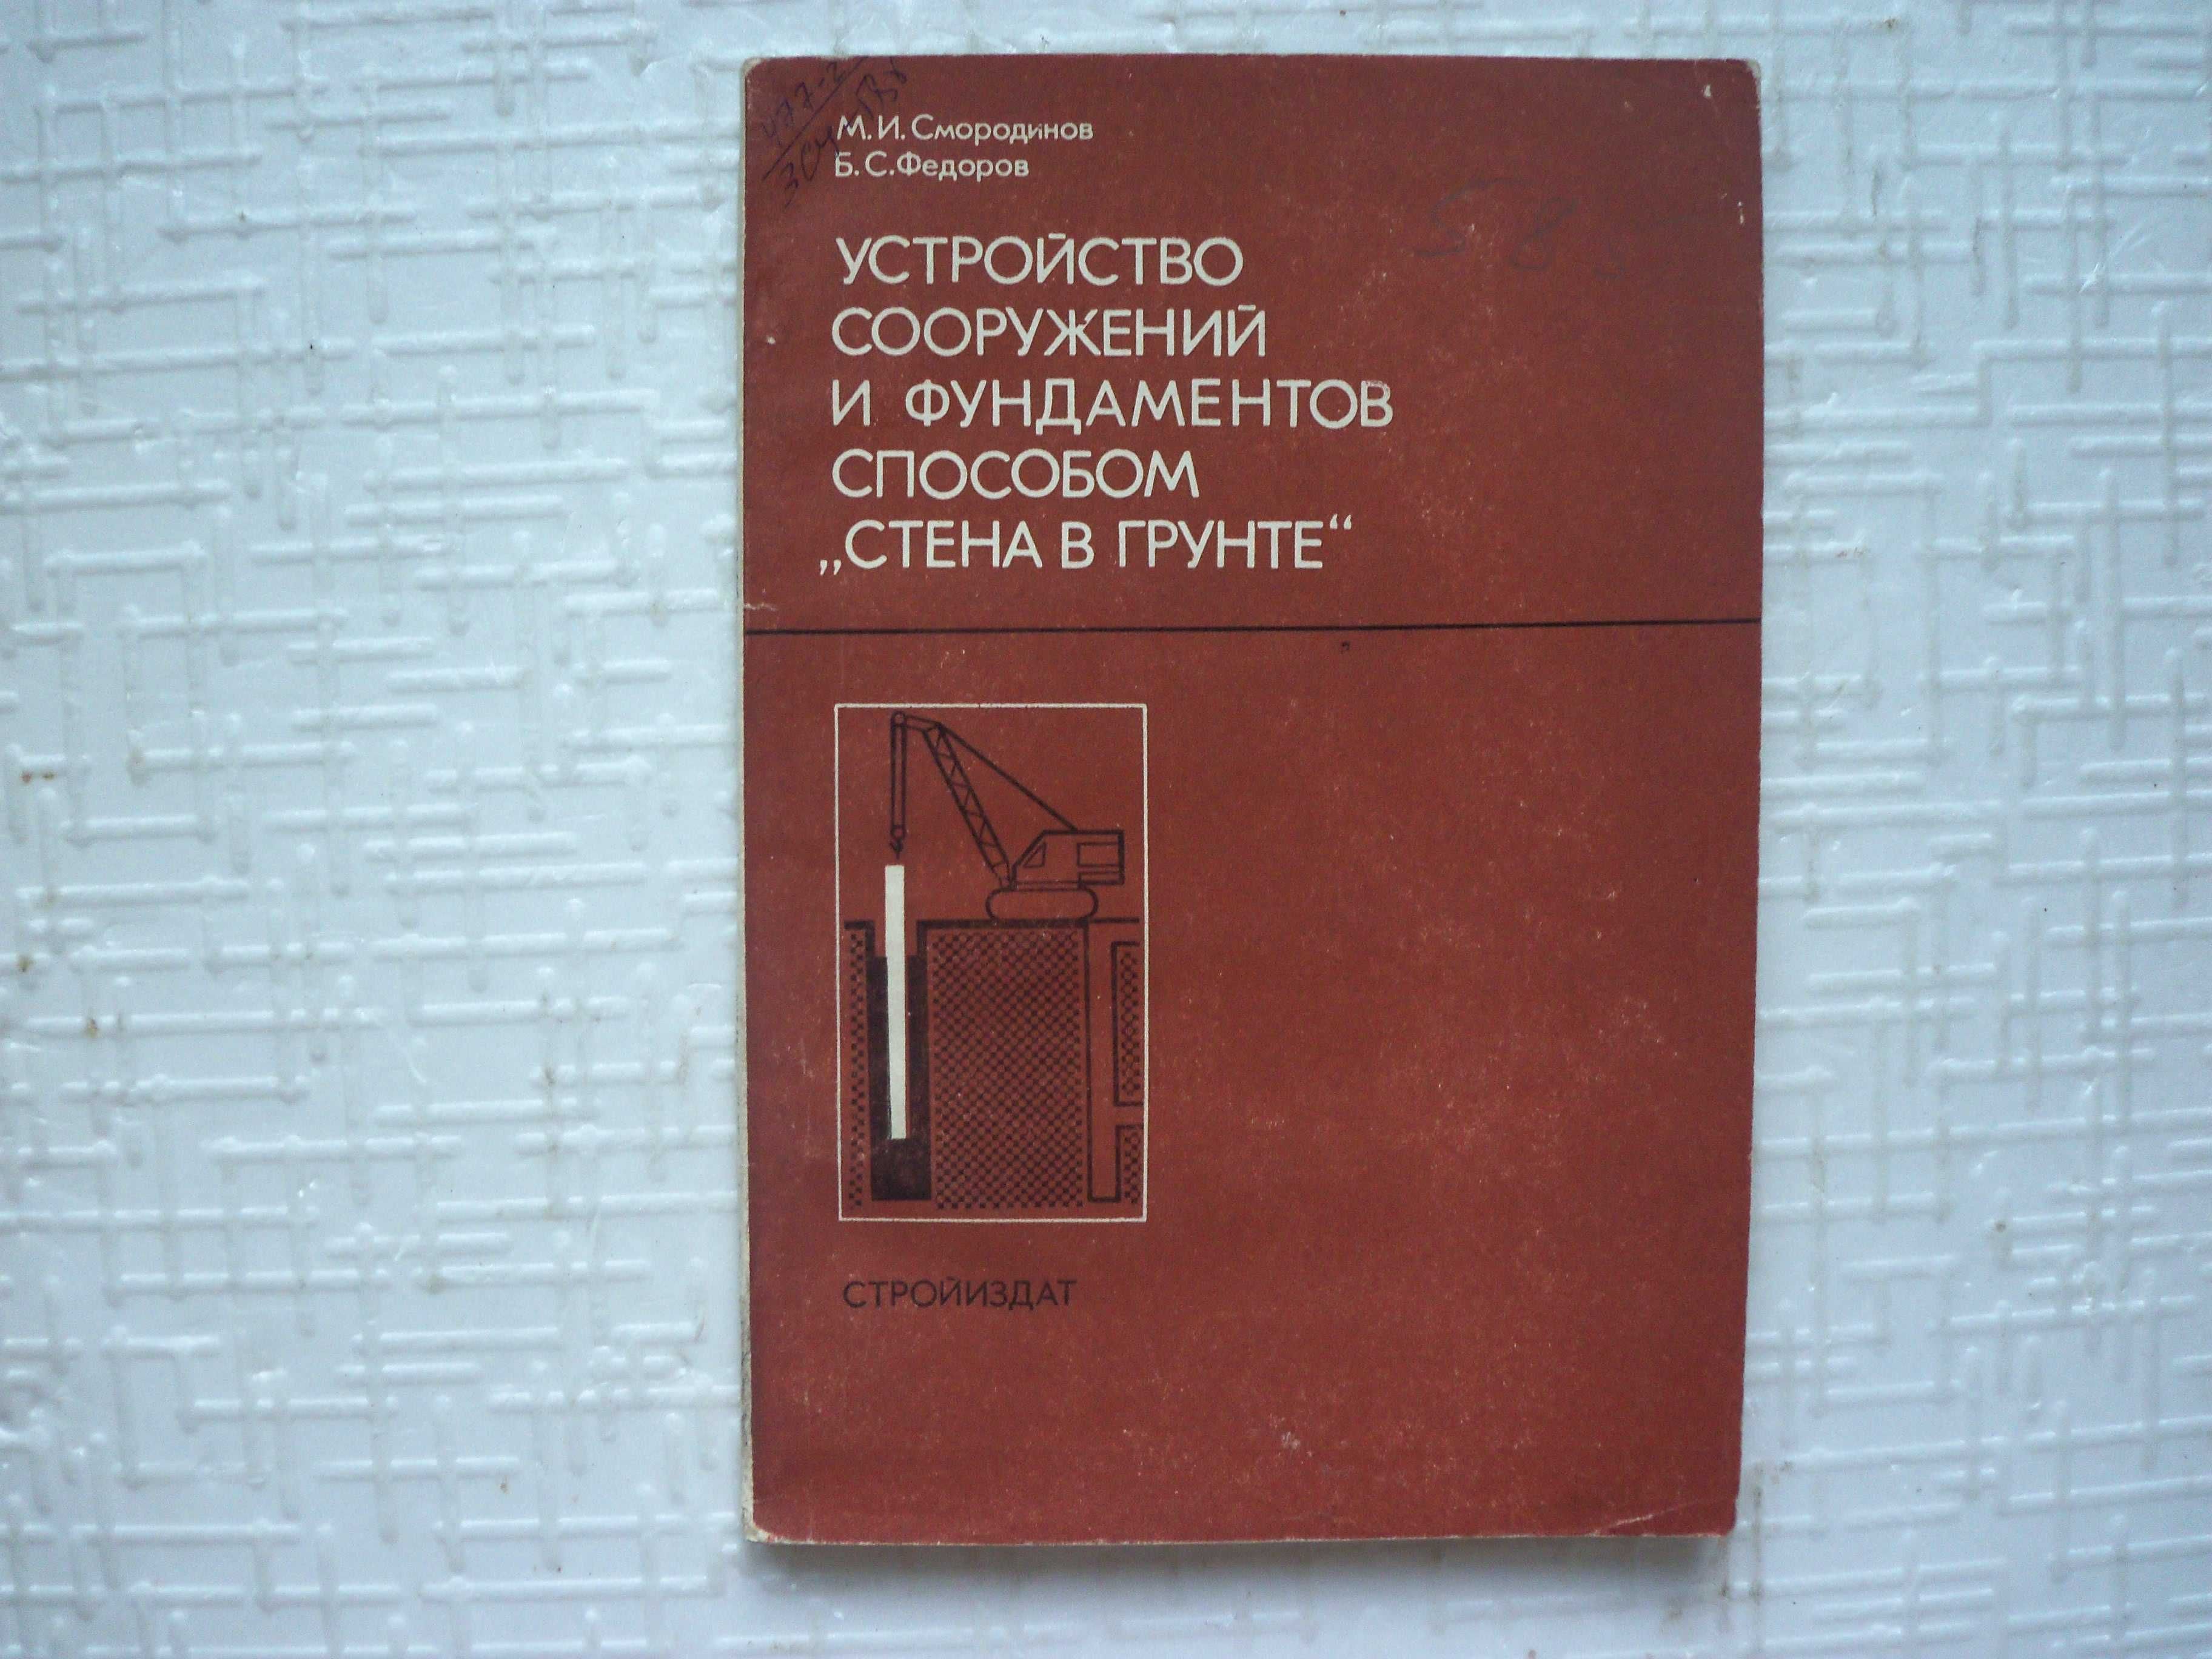 М.И. Смородинов
Б.С. Федоров
УСТРОЙСТВО
СООРУЖЕНИЙ
И ФУНДАМЕНТОВ
СПОСОБОМ
„СТЕНА В ГРУНТЕ“
СТРОЙИЗДАТ